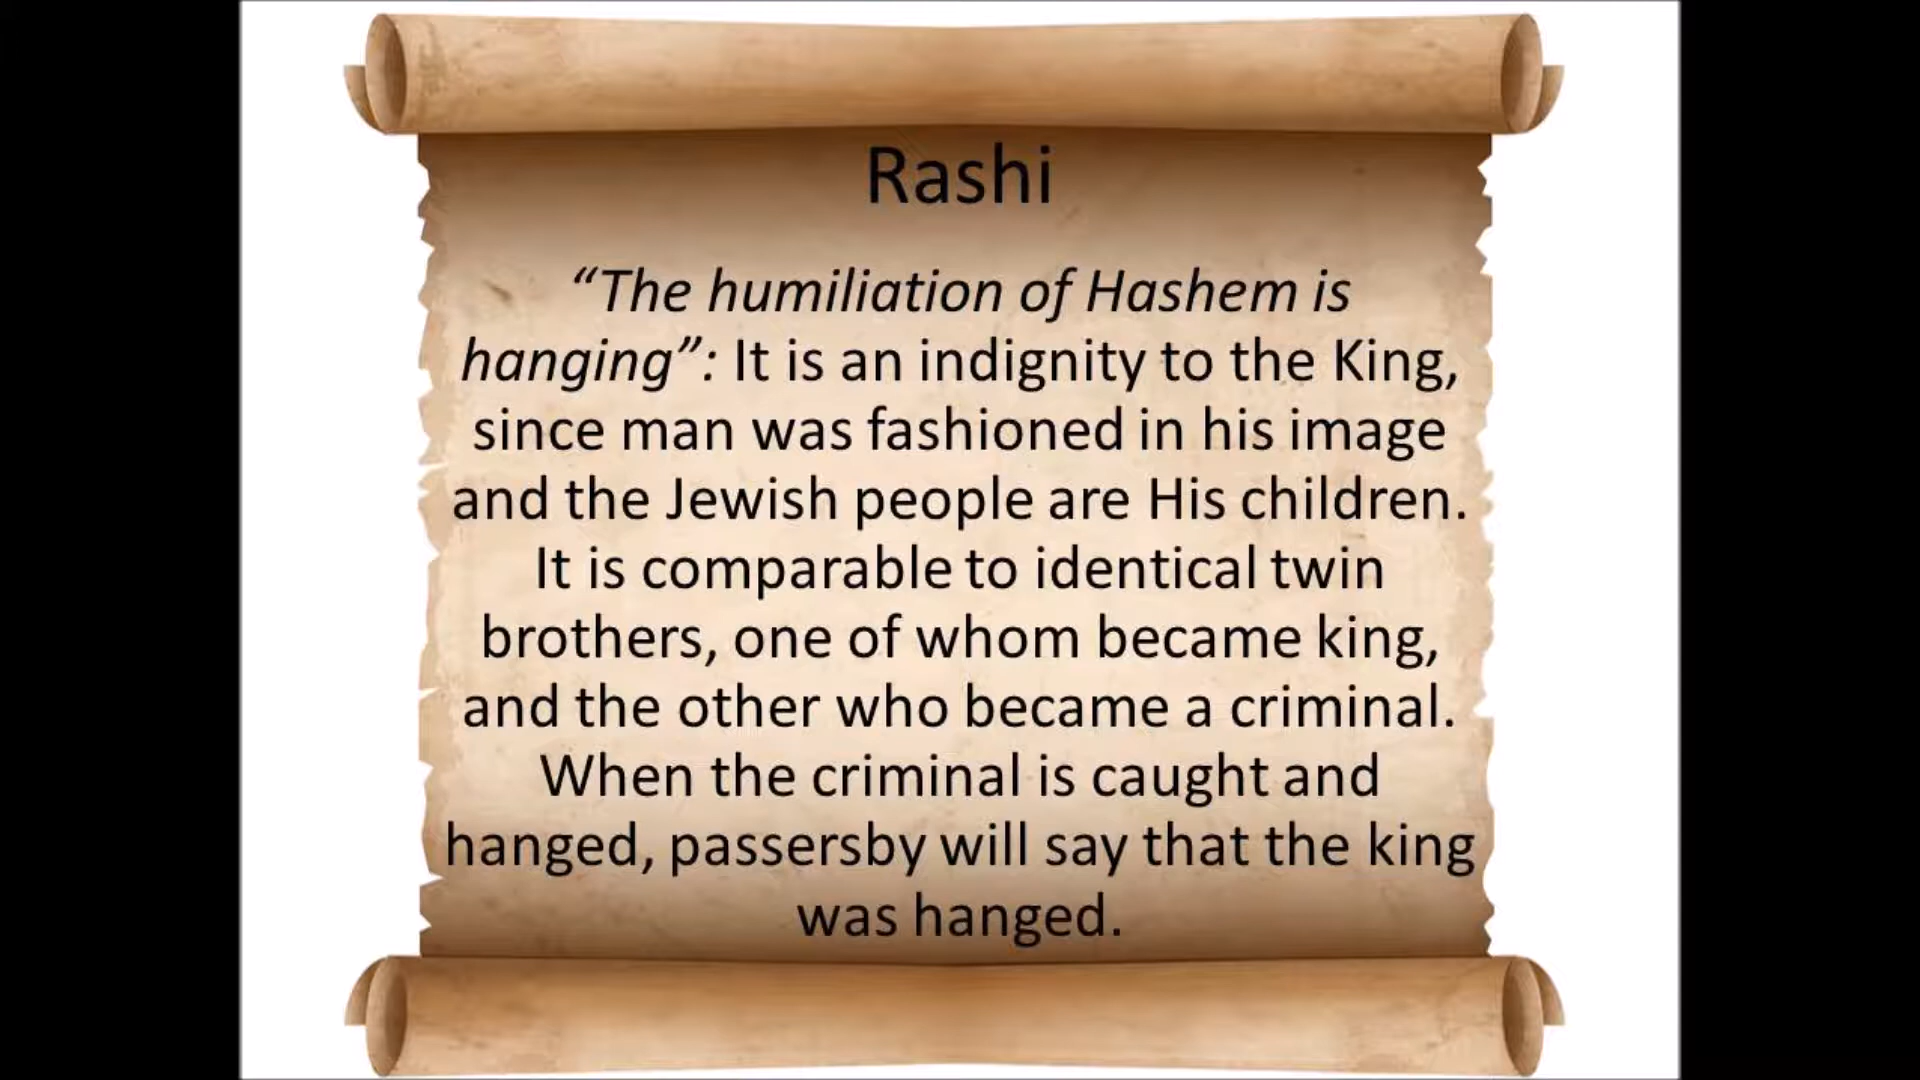 Rashi
“The humiliation of Hashem is
hanging”: It is an indignity to the King,
since man was fashioned in his image
and the Jewish people are His children.
It is comparable to identical twin
brothers, one of whom became king,
and the other who became a criminal.
When the criminal is caught and
hanged, passersby will say that the king
was hanged.